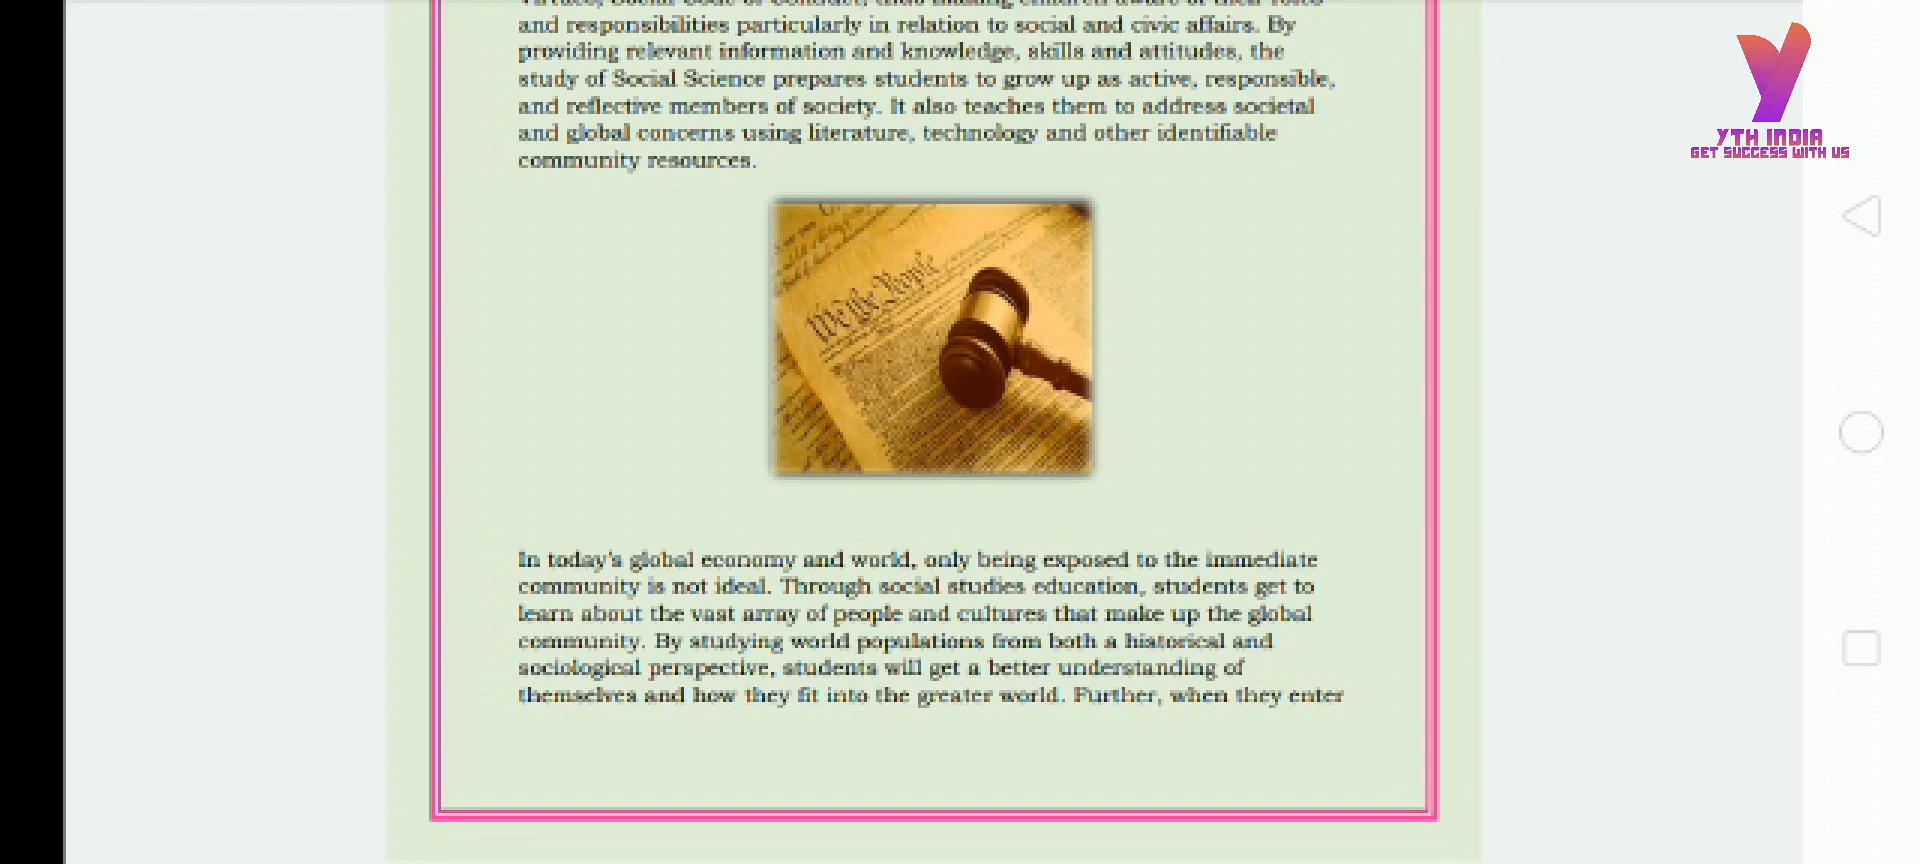 and responsibilities particularly in relation to social and civic affairs. By
providing relevant information and knowledge, skills and attitudes, the
study of Social Science prepares students to grow up as active, responsible,
and reflective members of society. It also teaches them to address societal
and global concerns using literature, technology and other identifiable
community resources.
We the People
In today's global economy and world, only being exposed to the immediate
community is not ideal. Through social studies education, students get to
learn about the vast array of people and cultures that make up the global
community. By studying world populations from both a historical and
sociological perspective, students will get a better understanding of
themselves and how they fit into the greater world. Further, when they enter
YTH INDIA
GET SUCCESS WITH US